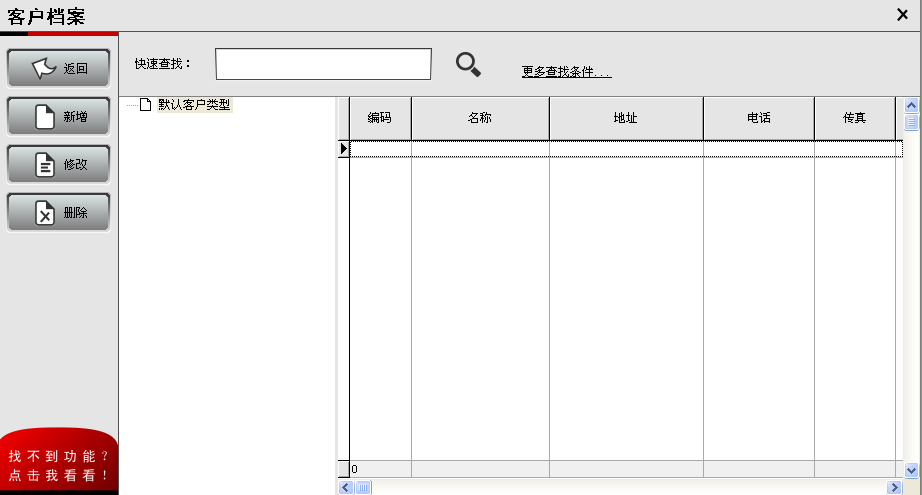 客户档案
返回
新增
修改
删除
找不到功能？
点击我看看！
快速查找：
更多查找条件...
默认客户类型
编码 名称 地址 电话 传真
0